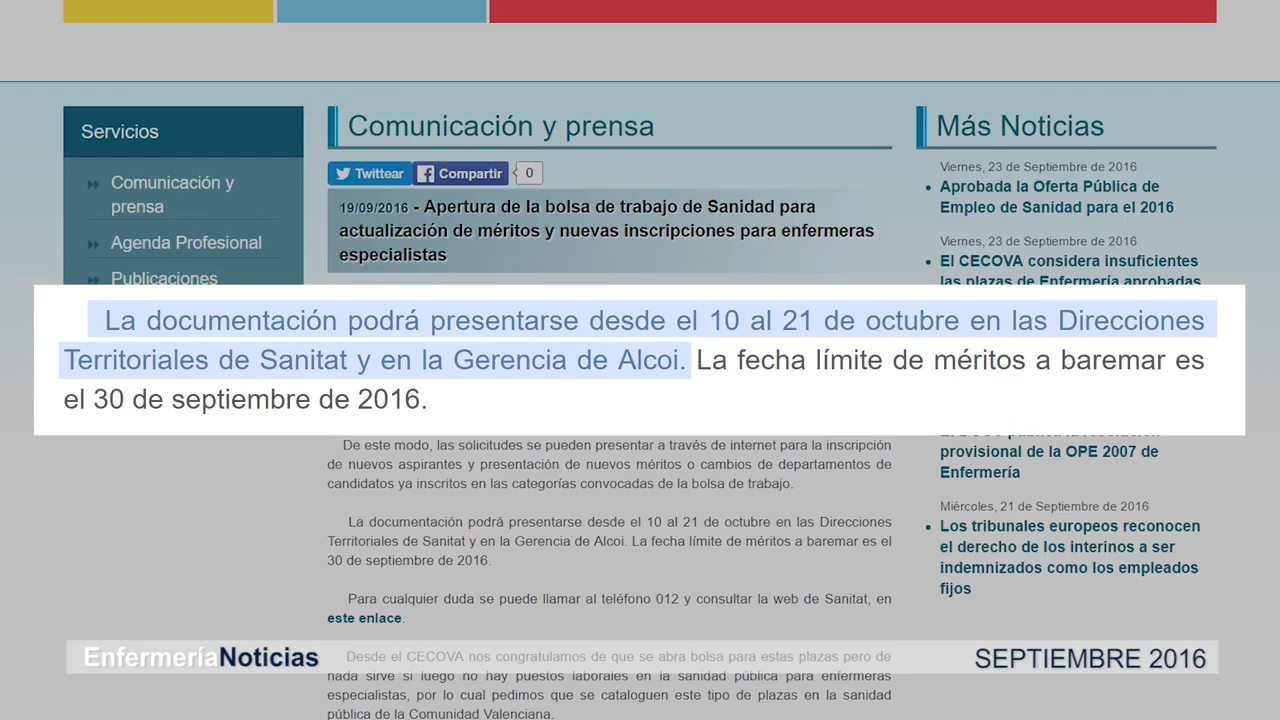 Servicios
Comunicación y
prensa
Agenda Profesional
Publicaciones
Comunicación y prensa
Twittear
Compartir
0
19/09/2016 - Apertura de la bolsa de trabajo de Sanidad para
actualización de méritos y nuevas inscripciones para enfermeras
especialistas
Más Noticias
Viernes, 23 de Septiembre de 2016
Aprobada la Oferta Pública de
Empleo de Sanidad para el 2016
Viernes, 23 de Septiembre de 2016
El CECOVA considera insuficientes
las plazas de Enfermería aprobadas
La documentación podrá presentarse desde el 10 al 21 de octubre en las Direcciones
Territoriales de Sanitat y en la Gerencia de Alcoi. La fecha límite de méritos a baremar es
el 30 de septiembre de 2016.
De este modo, las solicitudes se pueden presentar a través de internet para la inscripción
de nuevos aspirantes y presentación de nuevos méritos o cambios de departamentos de
candidatos ya inscritos en las categorías convocadas de la bolsa de trabajo.
La documentación podrá presentarse desde el 10 al 21 de octubre en las Direcciones
Territoriales de Sanitat y en la Gerencia de Alcoi. La fecha límite de méritos a baremar es el
30 de septiembre de 2016.
Para cualquier duda se puede llamar al teléfono 012 y consultar la web de Sanitat, en
este enlace.
Desde el CECOVA nos congratulamos de que se abra bolsa para estas plazas pero de
nada sirve si luego no hay puestos laborales en la sanidad pública para enfermeras
especialistas, por lo cual pedimos que se cataloguen este tipo de plazas en la sanidad
pública de la Comunidad Valenciana.
provisional de la OPE 2007 de
Enfermería
Miércoles, 21 de Septiembre de 2016
Los tribunales europeos reconocen
el derecho de los interinos a ser
indemnizados como los empleados
fijos
EnfermeríaNoticias
SEPTIEMBRE 2016